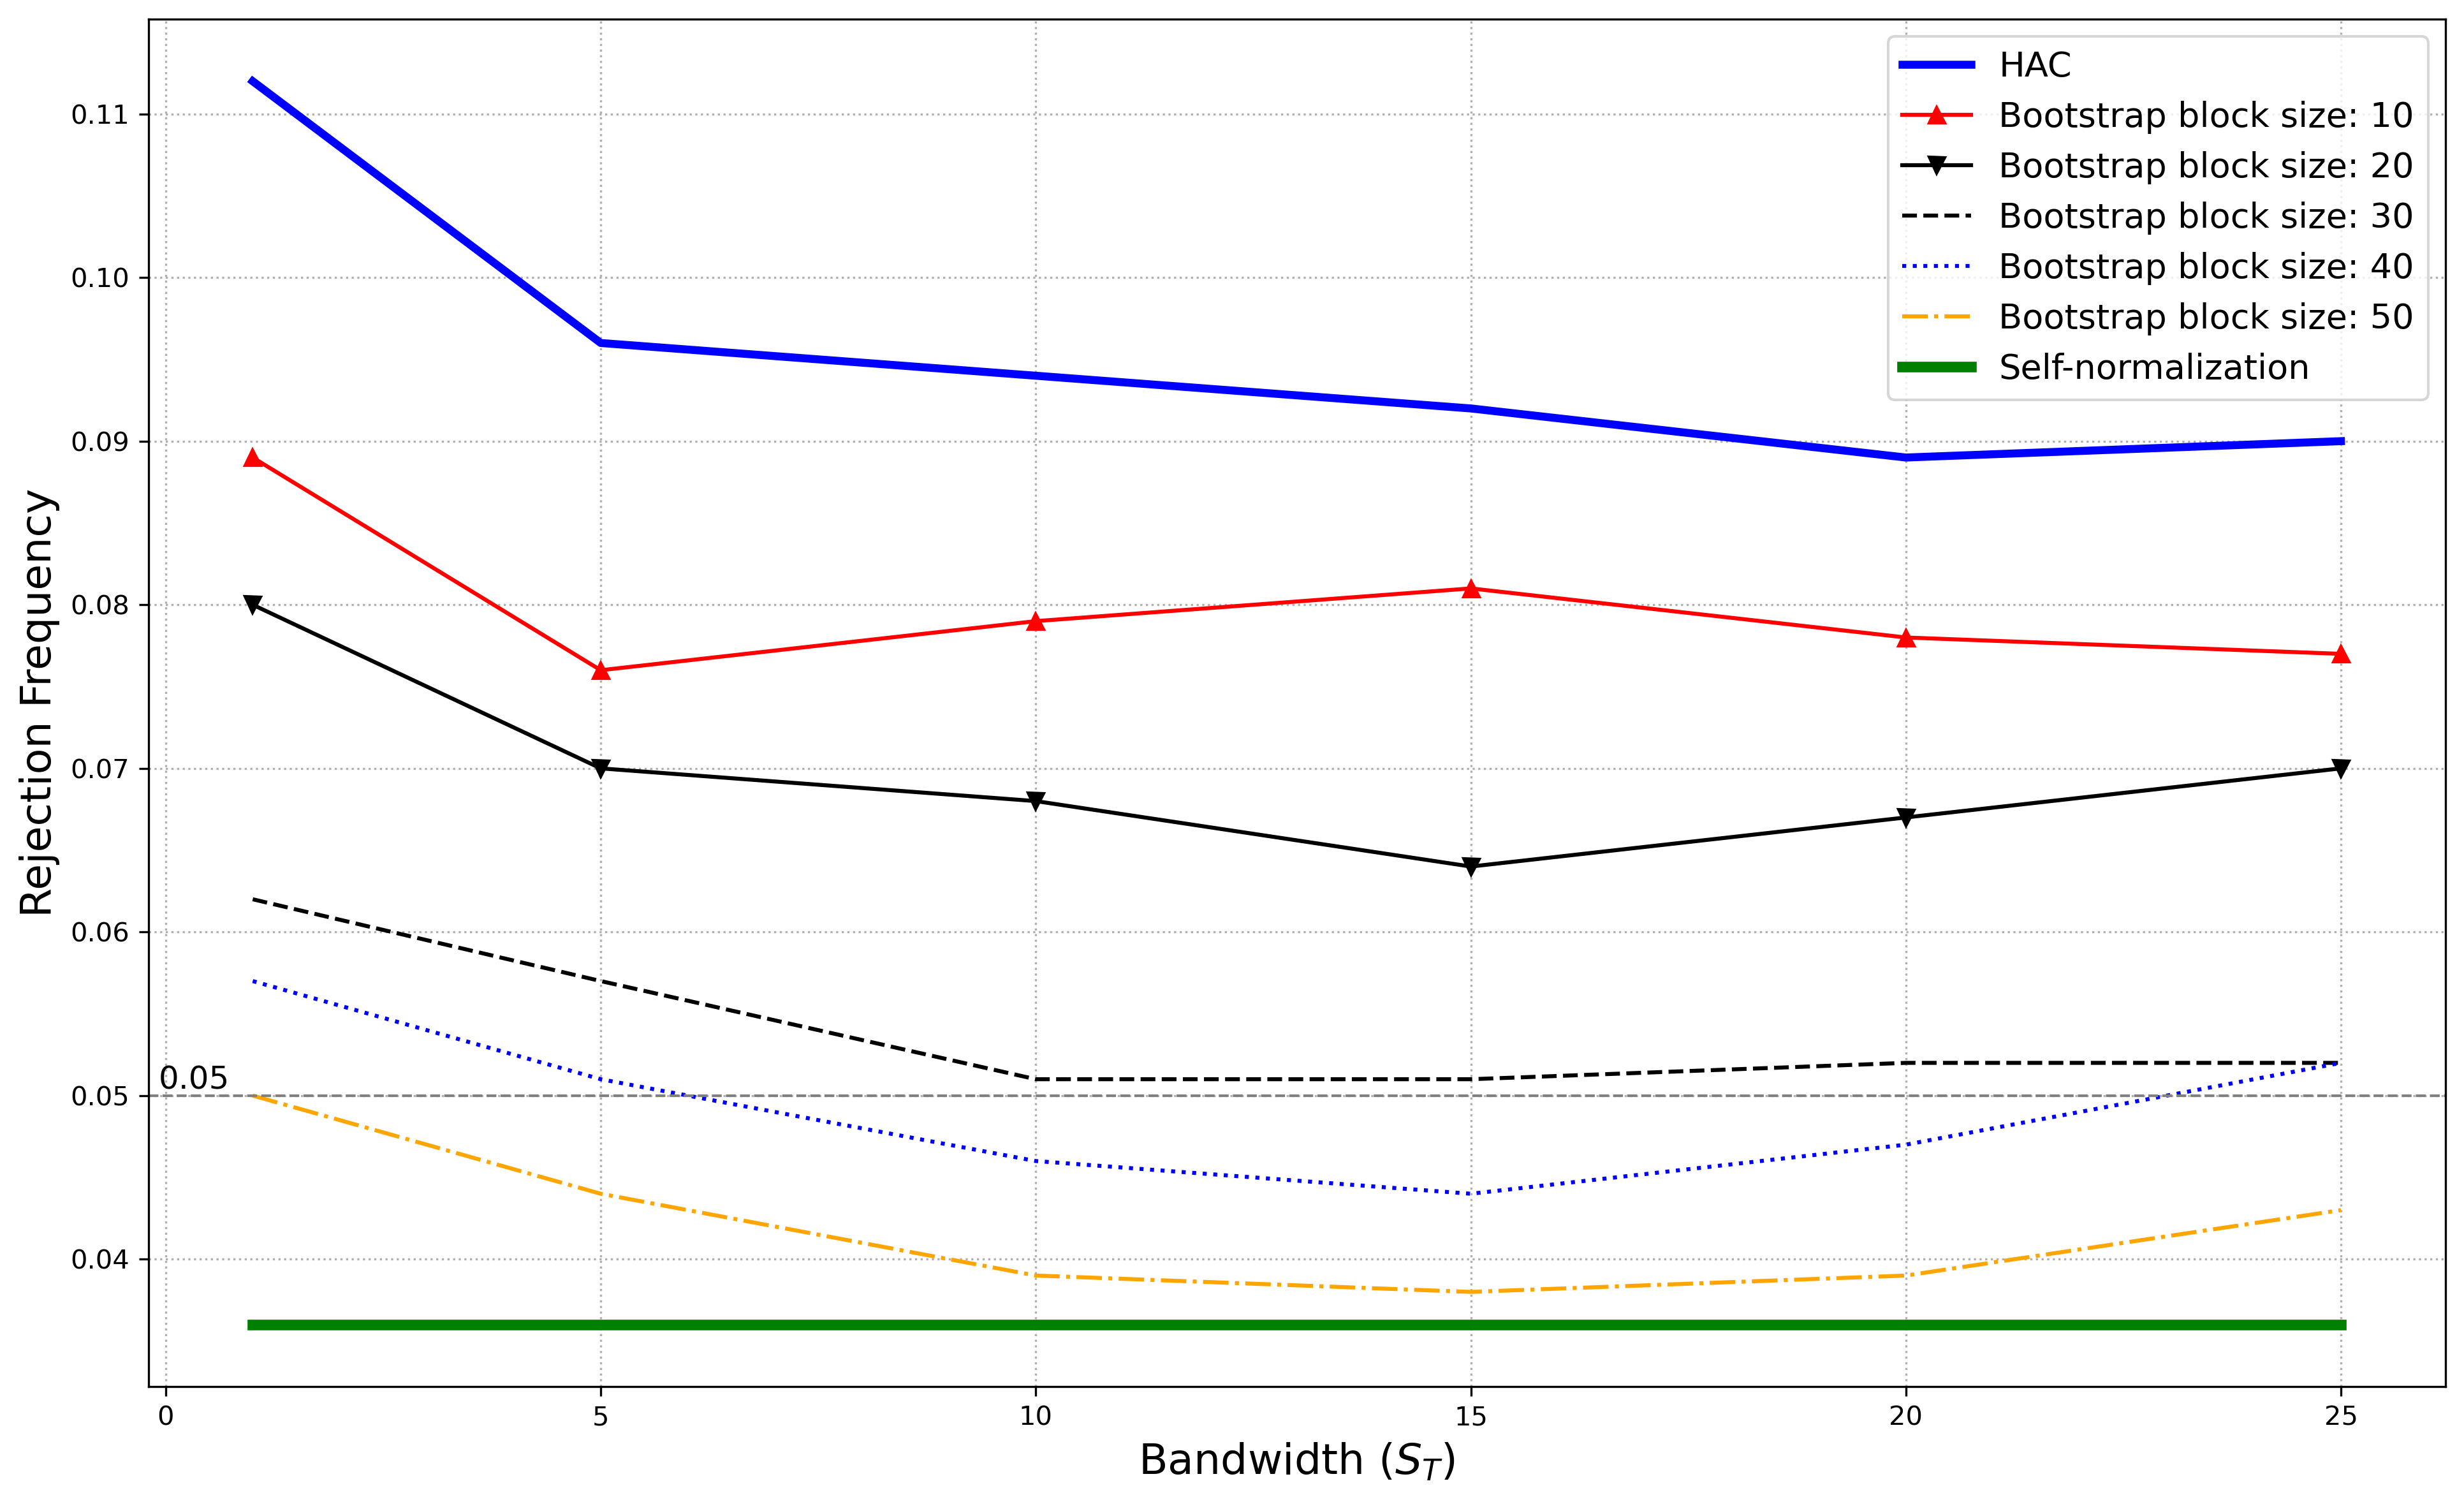 HAC
Bootstrap block size: 10
Bootstrap block size: 20
Bootstrap block size: 30
Bootstrap block size: 40
Bootstrap block size: 50
Self-normalization
Rejection Frequency
0.11
0.10
0.09
0.08
0.07
0.06
0.05
0.05
0.04
0
5
10
15
20
25
Bandwidth (S_T)